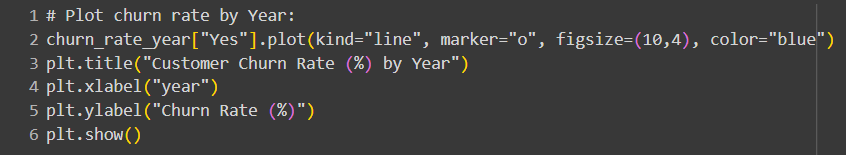 1 # Plot churn rate by Year:
2 churn_rate_year["Yes"].plot(kind="line", marker="o", figsize=(10,4), color="blue")
3 plt.title("Customer Churn Rate (%) by Year")
4 plt.xlabel("year")
5 plt.ylabel("Churn Rate (%)")
6 plt.show()